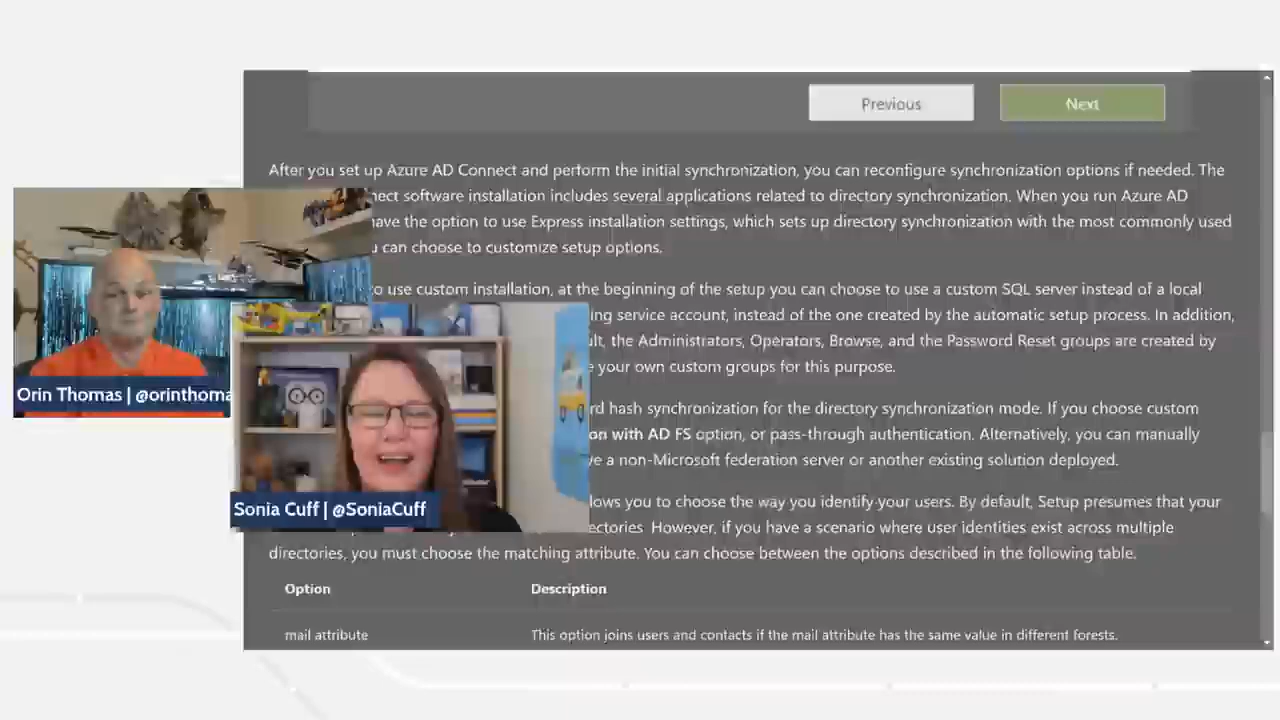 Previous
Next
After you set up Azure AD Connect and perform the initial synchronization, you can reconfigure synchronization options if needed. The
software installation includes several applications related to directory synchronization. When you run Azure AD
have the option to use Express installation settings, which sets up directory synchronization with the most commonly used
can choose to customize setup options.
to use custom installation, at the beginning of the setup you can choose to use a custom SQL server instead of a local
service account, instead of the one created by the automatic setup process. In addition,
the Administrators, Operators, Browse, and the Password Reset groups are created by
your own custom groups for this purpose.
hash synchronization for the directory synchronization mode. If you choose custom
with AD FS option, or pass-through authentication. Alternatively, you can manually
a non-Microsoft federation server or another existing solution deployed.
you to choose the way you identify your users. By default, Setup presumes that your
However, if you have a scenario where user identities exist across multiple
directories, you must choose the matching attribute. You can choose between the options described in the following table.
Option
Description
mail attribute
This option joins users and contacts if the mail attribute has the same value in different forests.
Orin Thomas | @orinthoma
Sonia Cuff | @SoniaCuff